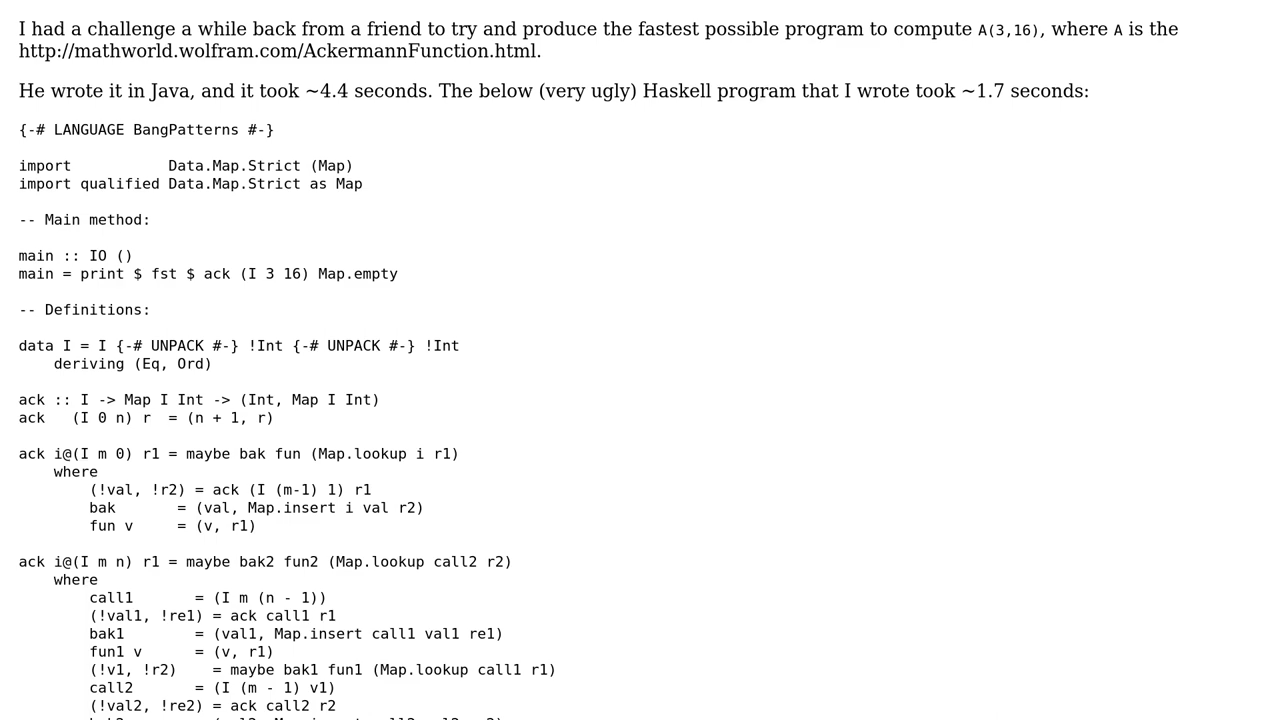 I had a challenge a while back from a friend to try and produce the fastest possible program to compute A(3,16), where A is the
http://mathworld.wolfram.com/AckermannFunction.html.
He wrote it in Java, and it took ~4.4 seconds. The below (very ugly) Haskell program that I wrote took ~1.7 seconds:
{-# LANGUAGE BangPatterns #-}
import           Data.Map.Strict (Map)
import qualified Data.Map.Strict as Map
-- Main method:
main :: IO ()
main = print $ fst $ ack (I 3 16) Map.empty
-- Definitions:
data I = I {-# UNPACK #-} !Int {-# UNPACK #-} !Int
    deriving (Eq, Ord)
ack :: I -> Map I Int -> (Int, Map I Int)
ack   (I 0 n) r  = (n + 1, r)
ack i@(I m 0) r1 = maybe bak fun (Map.lookup i r1)
    where
        (!val, !r2) = ack (I (m-1) 1) r1
        bak       = (val, Map.insert i val r2)
        fun v     = (v, r1)
ack i@(I m n) r1 = maybe bak2 fun2 (Map.lookup call2 r2)
    where
        call1       = (I m (n - 1))
        (!val1, !re1) = ack call1 r1
        bak1        = (val1, Map.insert call1 val1 re1)
        fun1 v      = (v, r1)
        (!v1, !r2)    = maybe bak1 fun1 (Map.lookup call1 r1)
        call2       = (I (m - 1) v1)
        (!val2, !re2) = ack call2 r2